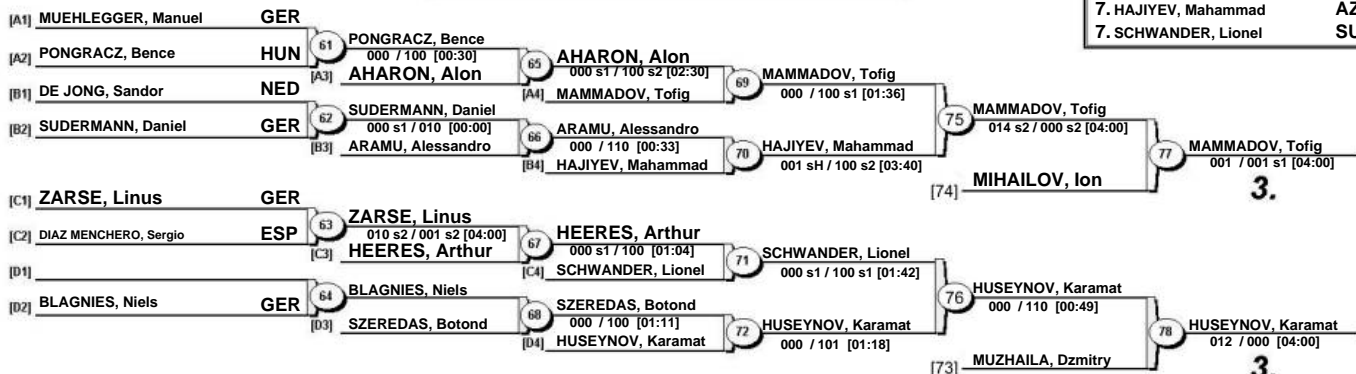 7. HAJIYEV, Mahammad AZ
7. SCHWANDER, Lionel SU
[A1] MUEHLEGGER, Manuel GER
[A2] PONGRACZ, Bence HUN
61
PONGRACZ, Bence
000 / 100 [00:30]
[A3] AHARON, Alon
65
AHARON, Alon
000 s1 / 100 s2 [02:30]
[A4] MAMMADOV, Tofig
69
MAMMADOV, Tofig
000 / 100 s1 [01:36]
[B1] DE JONG, Sandor NED
[B2] SUDERMANN, Daniel GER
62
SUDERMANN, Daniel
000 s1 / 010 [00:00]
[B3] ARAMU, Alessandro
66
ARAMU, Alessandro
000 / 110 [00:33]
[B4] HAJIYEV, Mahammad
70
HAJIYEV, Mahammad
001 sH / 100 s2 [03:40]
75
MAMMADOV, Tofig
014 s2 / 000 s2 [04:00]
[74] MIHAILOV, Ion
77
MAMMADOV, Tofig
001 / 001 s1 [04:00]
3.
[C1] ZARSE, Linus GER
[C2] DIAZ MENCHERO, Sergio ESP
63
ZARSE, Linus
010 s2 / 001 s2 [04:00]
[C3] HEERES, Arthur
67
HEERES, Arthur
000 s1 / 100 [01:04]
[C4] SCHWANDER, Lionel
71
SCHWANDER, Lionel
000 s1 / 100 s1 [01:42]
[D1]
[D2] BLAGNIES, Niels GER
64
BLAGNIES, Niels
[D3] SZEREDAS, Botond
68
SZEREDAS, Botond
000 / 100 [01:11]
[D4] HUSEYNOV, Karamat
72
HUSEYNOV, Karamat
000 / 101 [01:18]
76
HUSEYNOV, Karamat
000 / 110 [00:49]
[73] MUZHAILA, Dzmitry
78
HUSEYNOV, Karamat
012 / 000 [04:00]
3.